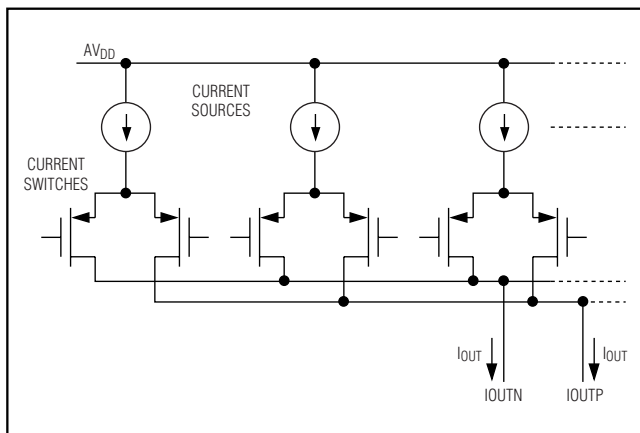 AVDD
CURRENT
SOURCES
CURRENT
SWITCHES
IOUT
IOUT
IOUTN
IOUTP